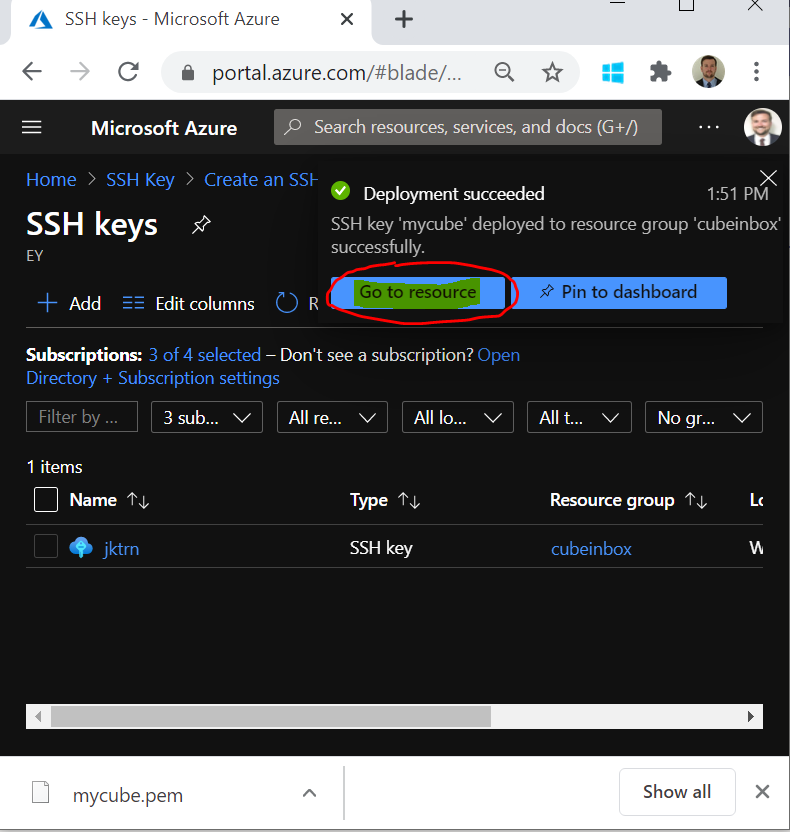 SSH keys - Microsoft Azure
portal.azure.com/#blade/...
Microsoft Azure
Search resources, services, and docs (G+/)
Home > SSH Key > Create an SSH
Deployment succeeded
1:51 PM
SSH key 'mycube' deployed to resource group 'cubeinbox'
successfully.
Go to resource
Pin to dashboard
SSH keys
EY
Add
Edit columns
R
Subscriptions: 3 of 4 selected – Don't see a subscription? Open
Directory + Subscription settings
Filter by ...
3 sub...
All re...
All lo...
All t...
No gr...
1 items
Name
Type
Resource group
Lo
jktrn
SSH key
cubeinbox
W
mycube.pem
Show all